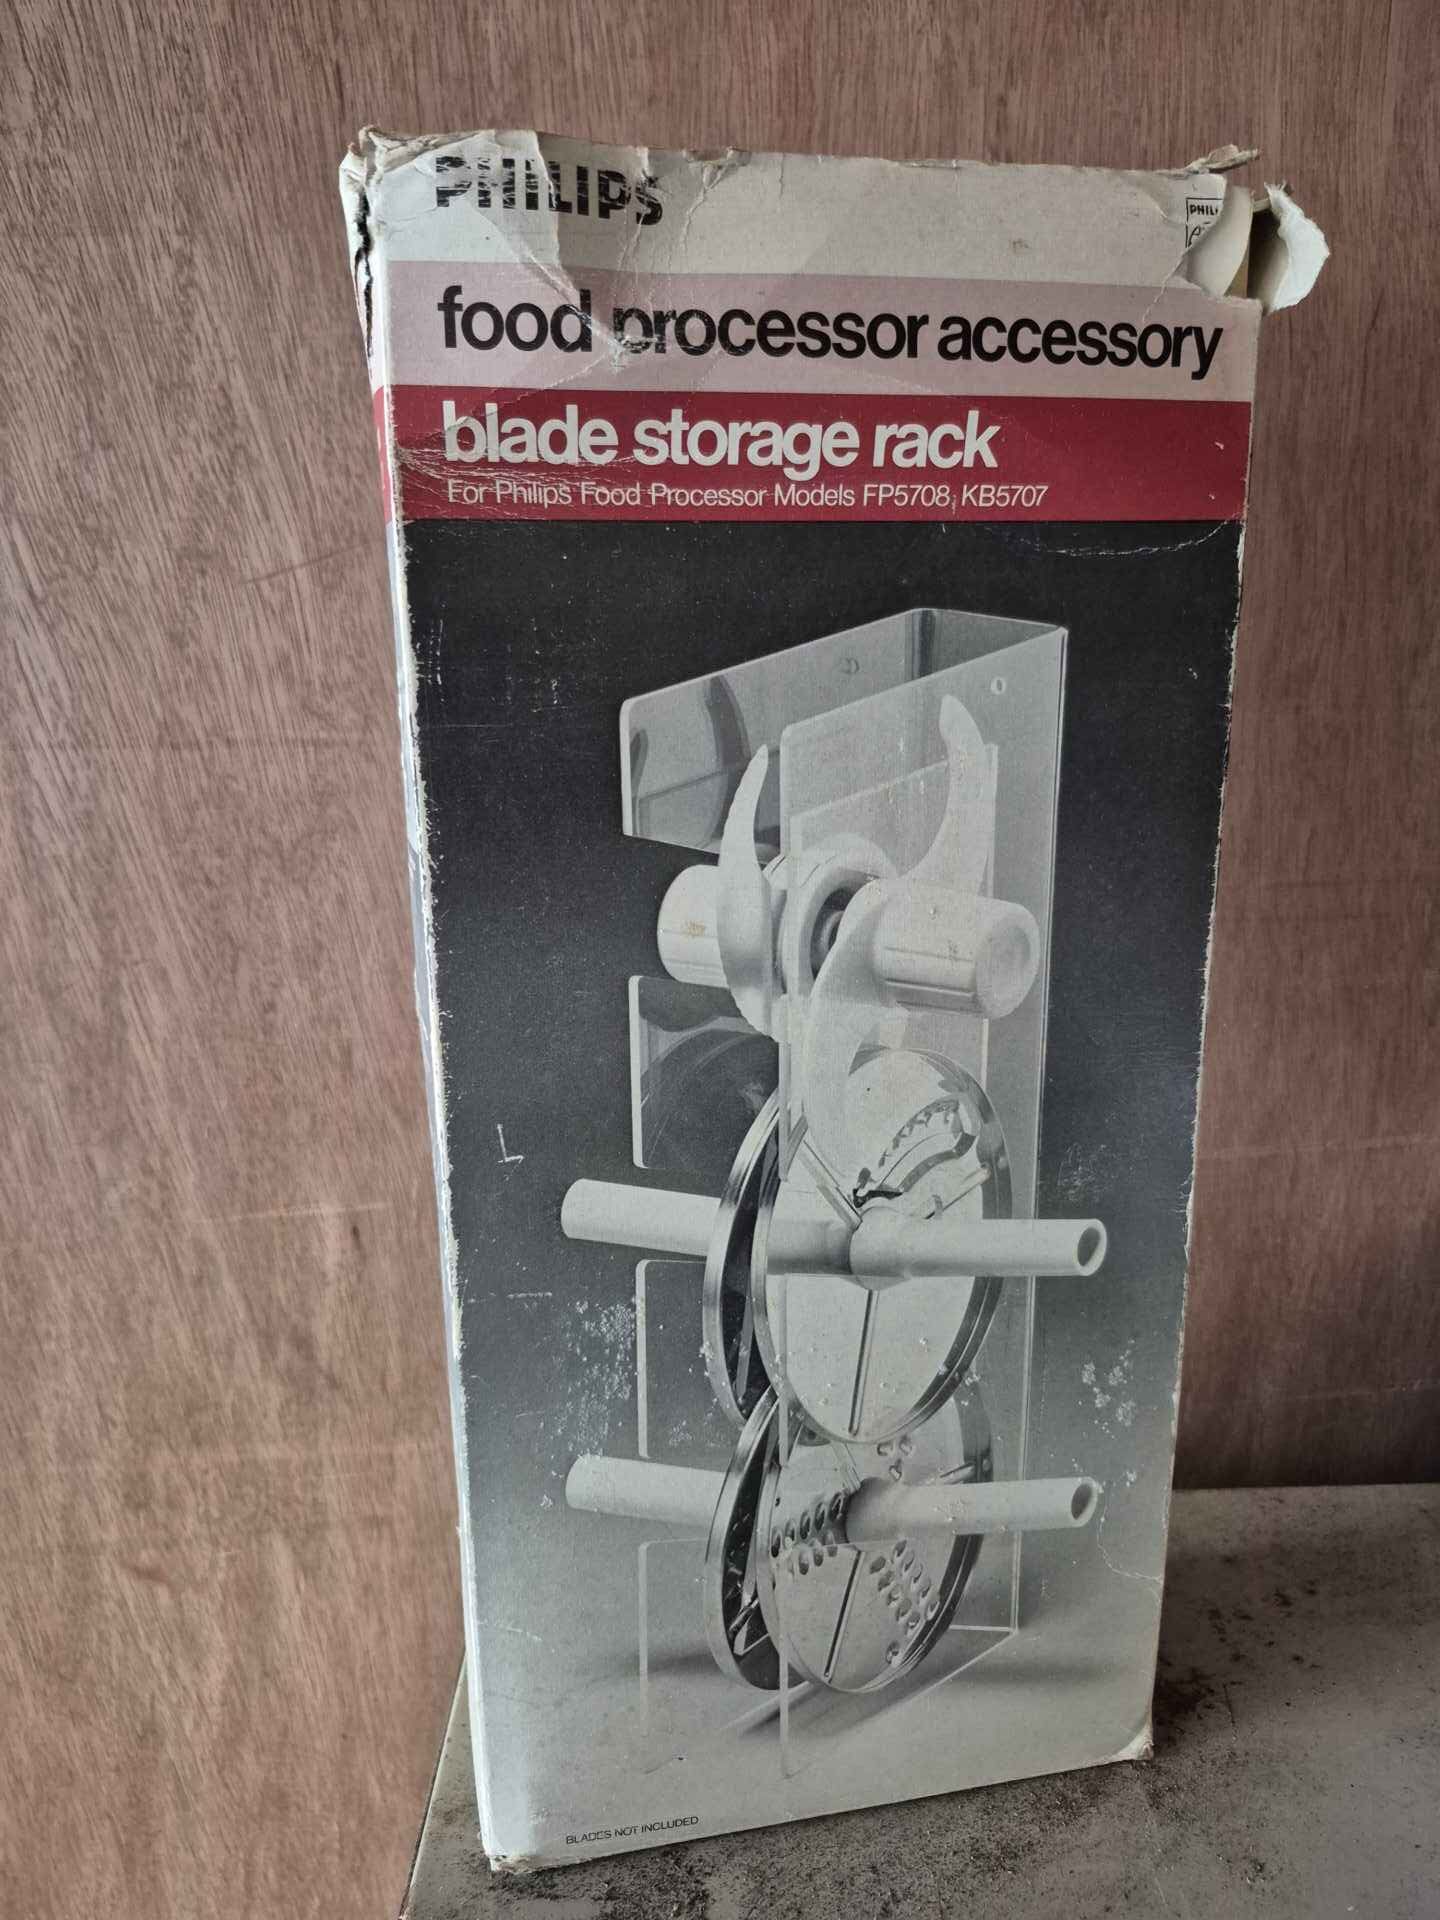 PHILIPS
food processor accessory
blade storage rack
For Philips Food Processor Models FP5708, KB5707
BLADES NOT INCLUDED